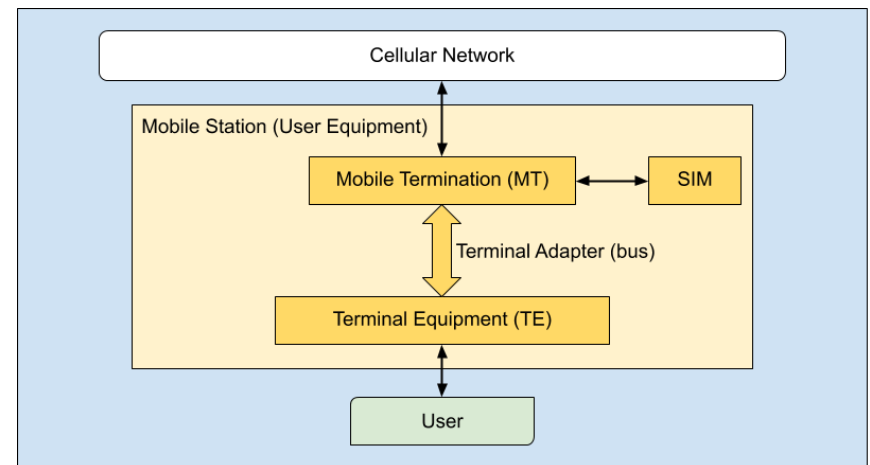 Cellular Network
Mobile Station (User Equipment)
Mobile Termination (MT)
SIM
Terminal Adapter (bus)
Terminal Equipment (TE)
User